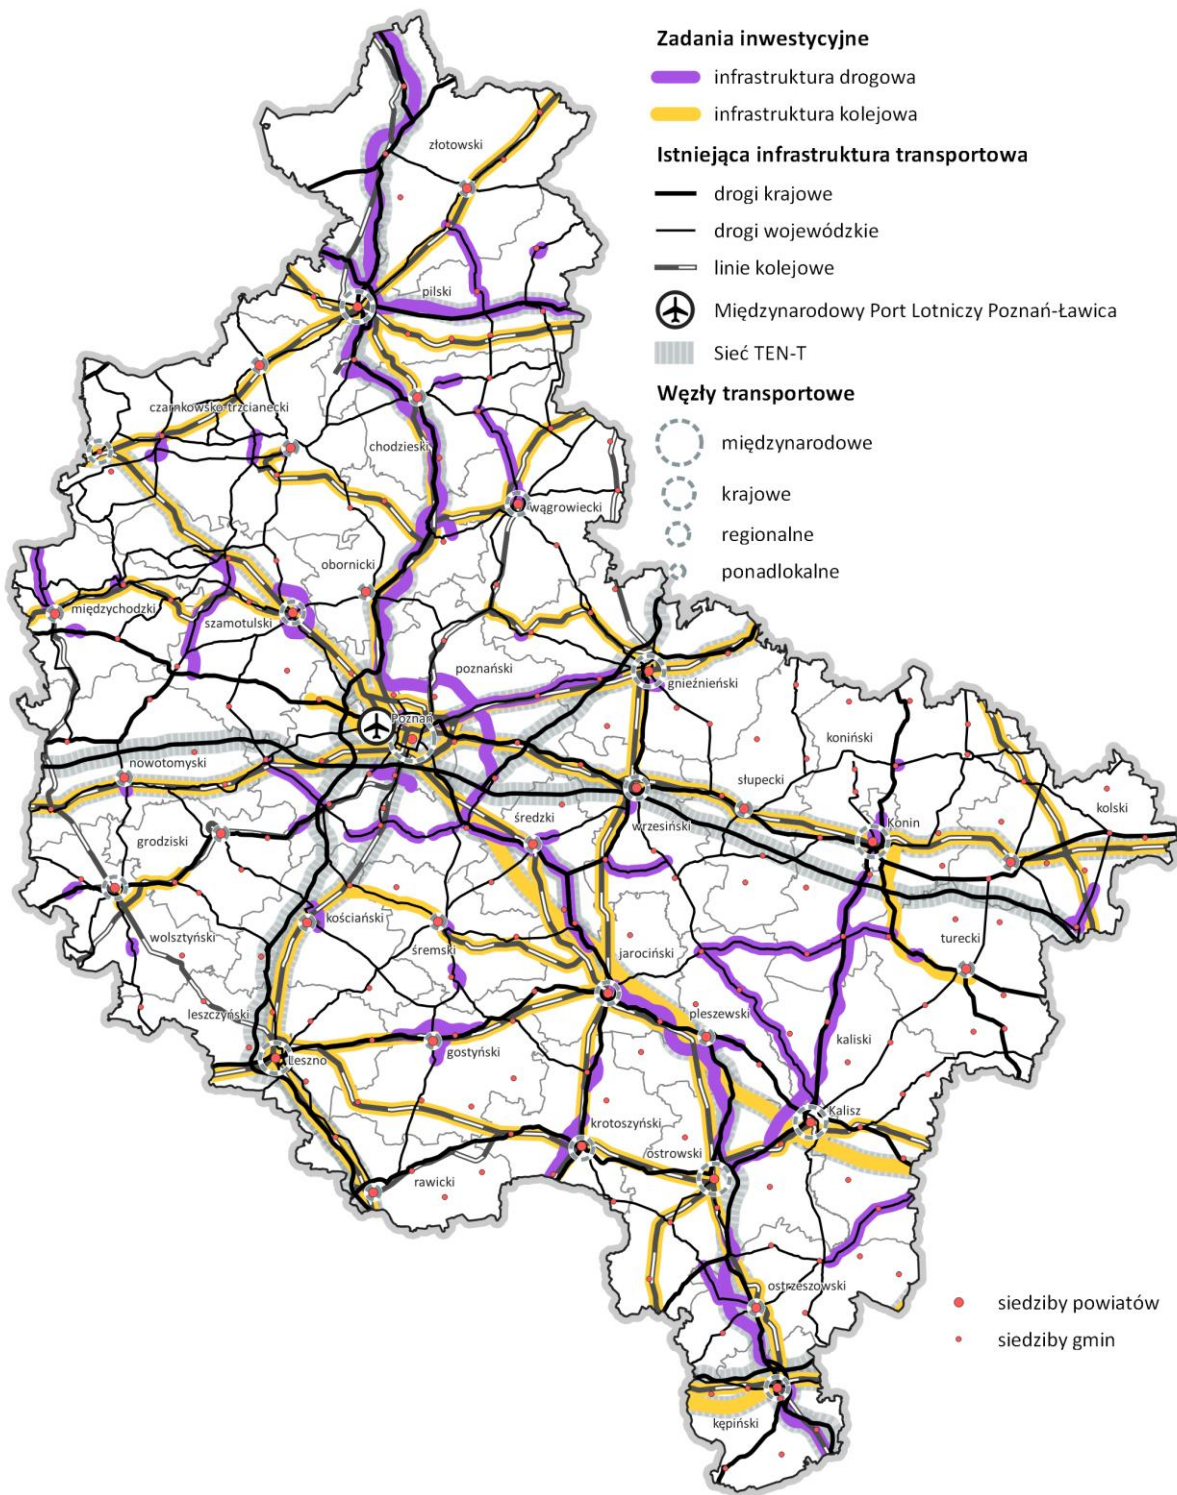 Zadania inwestycyjne
infrastruktura drogowa
infrastruktura kolejowa
Istniejąca infrastruktura transportowa
drogi krajowe
drogi wojewódzkie
linie kolejowe
Międzynarodowy Port Lotniczy Poznań-Ławica
Sieć TEN-T
Węzły transportowe
międzynarodowe
krajowe
regionalne
ponadlokalne
złotowski
pilski
czarnkowsko-trzcianecki
chodzieski
wągrowiecki
obornicki
międzychodzki
szamotulski
poznański
gnieźnieński
Poznań
koniński
nowotomyski
słupecki
kolski
średzki
wrzesiński
Konin
grodziski
kościański
wolsztyński
śremski
jarociński
turecki
leszczyński
pleszewski
kaliski
Leszno
gostyński
Kalisz
krotoszyński
ostrowski
rawicki
ostrzeszowski
kępiński
siedziby powiatów
siedziby gmin